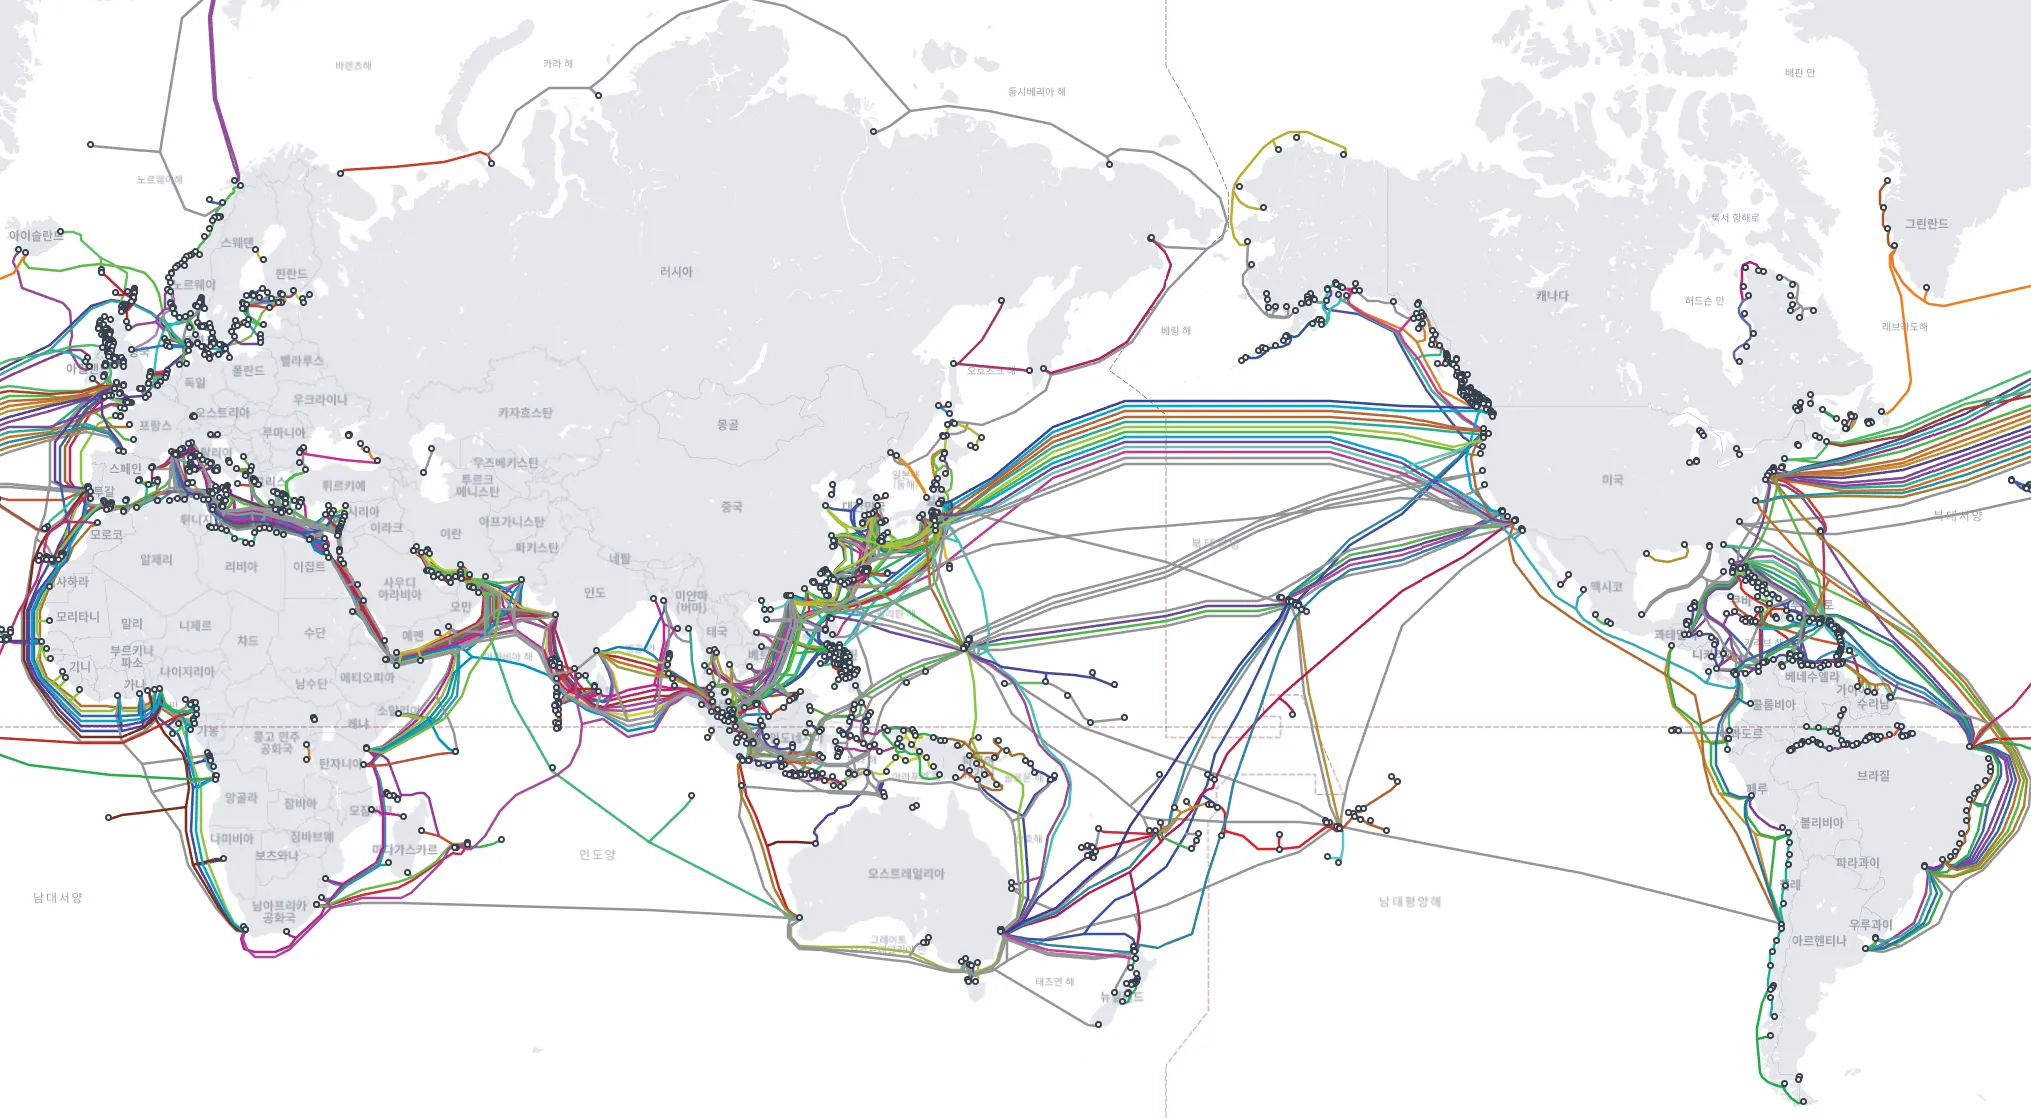 배핀 만
카라 해
바렌츠해
동시베리아 해
노르웨이해
북서 항해로
그린란드
아이슬란드
스웨덴
핀란드
러시아
노르웨이
캐나다
허드슨 만
래브라도해
베링 해
오호츠크 해
벨라루스
폴란드
독일
우크라이나
오스트리아
프랑스
루마니아
카자흐스탄
몽골
스페인
우즈베키스탄
투르크
메니스탄
튀르키예
미국
중국
시리아
이라크
이란
아프가니스탄
파키스탄
모로코
알제리
리비아
이집트
네팔
북대서양
사하라
사우디
아라비아
인도
미얀마
(버마)
멕시코
오만
모리타니
말리
니제르
차드
수단
예멘
태국
부르키나
파소
기니
나이지리아
가나
남수단
에티오피아
베네수엘라
콜롬비아
수리남
소말리아
케냐
가봉
콩고 민주
공화국
탄자니아
브라질
페루
앙골라
잠비아
볼리비아
나미비아
짐바브웨
보츠와나
마다가스카르
인도양
오스트레일리아
파라과이
남대서양
남아프리카
공화국
남태평양해
우루과이
아르헨티나
그레이트
태즈먼 해